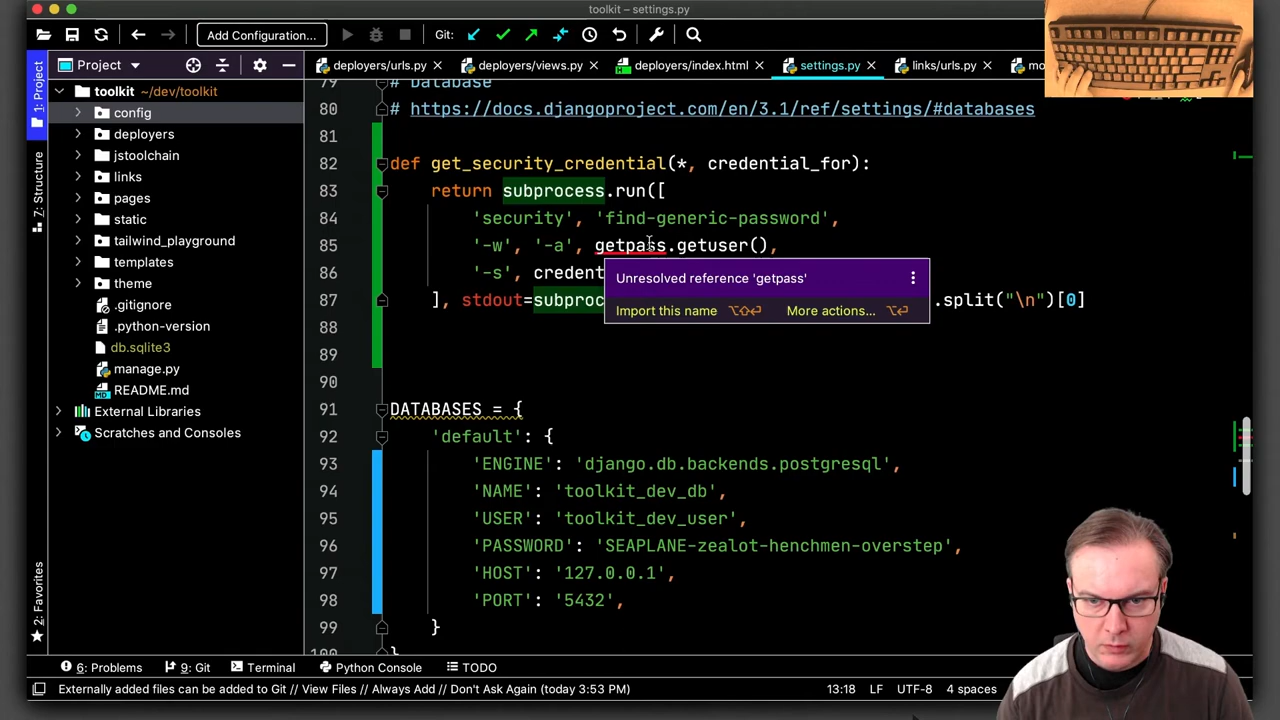 toolkit – settings.py
Add Configuration...
Git:
1: Project
Project
deployers/urls.py
deployers/views.py
deployers/index.html
settings.py
links/urls.py
toolkit ~/dev/toolkit
config
deployers
jstoolchain
links
pages
static
tailwind_playground
templates
theme
.gitignore
.python-version
db.sqlite3
manage.py
README.md
External Libraries
Scratches and Consoles
7: Structure
2: Favorites
79 # Database
80 # https://docs.djangoproject.com/en/3.1/ref/settings/#databases
81
82 def get_security_credential(*, credential_for):
83 return subprocess.run([
84 'security', 'find-generic-password',
85 '-w', '-a', getpass.getuser(),
86 '-s', credent
87 ], stdout=subproc .split("\n")[0]
Unresolved reference 'getpass'
Import this name ⌥⇧⏎ More actions... ⌥⏎
88
89
90
91 DATABASES = {
92 'default': {
93 'ENGINE': 'django.db.backends.postgresql',
94 'NAME': 'toolkit_dev_db',
95 'USER': 'toolkit_dev_user',
96 'PASSWORD': 'SEAPLANE-zealot-henchmen-overstep',
97 'HOST': '127.0.0.1',
98 'PORT': '5432',
99 }
100 }
6: Problems
9: Git
Terminal
Python Console
TODO
Externally added files can be added to Git // View Files // Always Add // Don't Ask Again (today 3:53 PM)
13:18 LF UTF-8 4 spaces